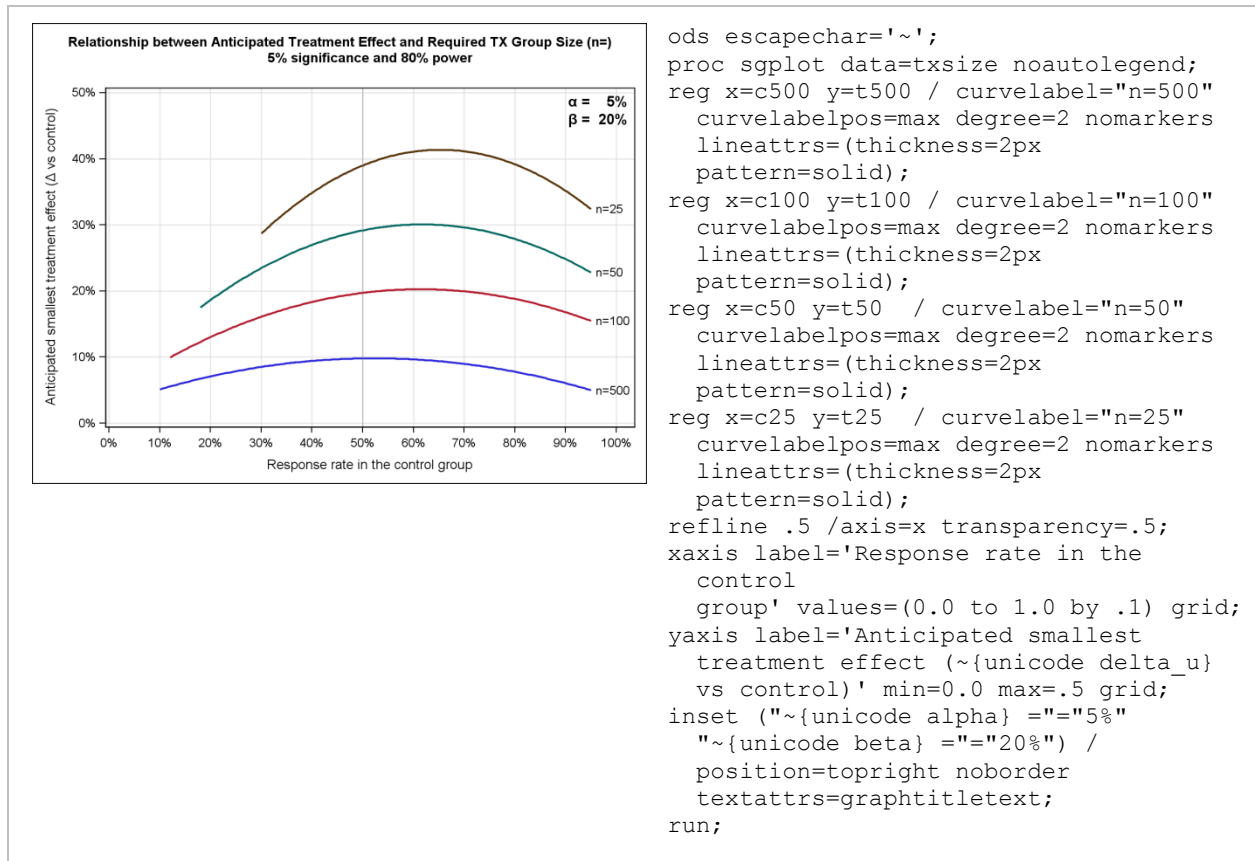 Relationship between Anticipated Treatment Effect and Required TX Group Size (n=)
5% significance and 80% power
50%
40%
30%
20%
10%
0%
Anticipated smallest treatment effect (Δ vs control)
α = 5%
β = 20%
n=25
n=50
n=100
n=500
0% 10% 20% 30% 40% 50% 60% 70% 80% 90% 100%
Response rate in the control group
ods escapechar='~';
proc sgplot data=txsize noautolegend;
reg x=c500 y=t500 / curvelabel="n=500"
curvelabelpos=max degree=2 nomarkers
lineattrs=(thickness=2px
pattern=solid);
reg x=c100 y=t100 / curvelabel="n=100"
curvelabelpos=max degree=2 nomarkers
lineattrs=(thickness=2px
pattern=solid);
reg x=c50 y=t50  / curvelabel="n=50"
curvelabelpos=max degree=2 nomarkers
lineattrs=(thickness=2px
pattern=solid);
reg x=c25 y=t25  / curvelabel="n=25"
curvelabelpos=max degree=2 nomarkers
lineattrs=(thickness=2px
pattern=solid);
refline .5 /axis=x transparency=.5;
xaxis label='Response rate in the
control
group' values=(0.0 to 1.0 by .1) grid;
yaxis label='Anticipated smallest
treatment effect (~{unicode delta_u}
vs control)' min=0.0 max=.5 grid;
inset ("~{unicode alpha} ="="5%"
"~{unicode beta} ="="20%") /
position=topright noborder
textattrs=graphtitletext;
run;